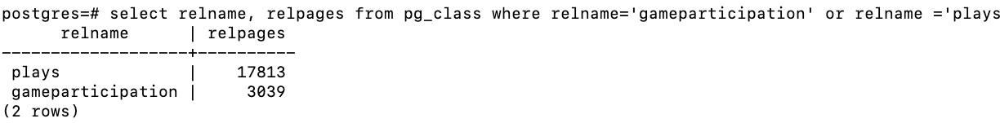 postgres=# select relname, relpages from pg_class where relname='gameparticipation' or relname ='plays
      relname      | relpages
-------------------+----------
 plays             |    17813
 gameparticipation |     3039
(2 rows)